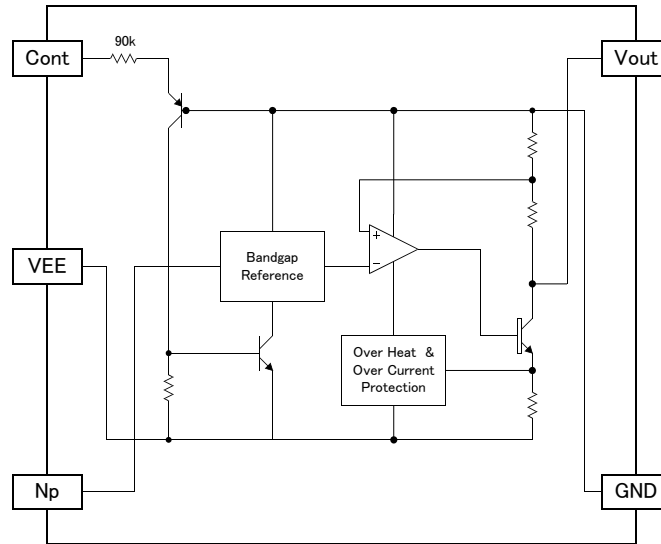 90k
Cont
Vout
+
−
VEE
Bandgap
Reference
Over Heat &
Over Current
Protection
Np
GND